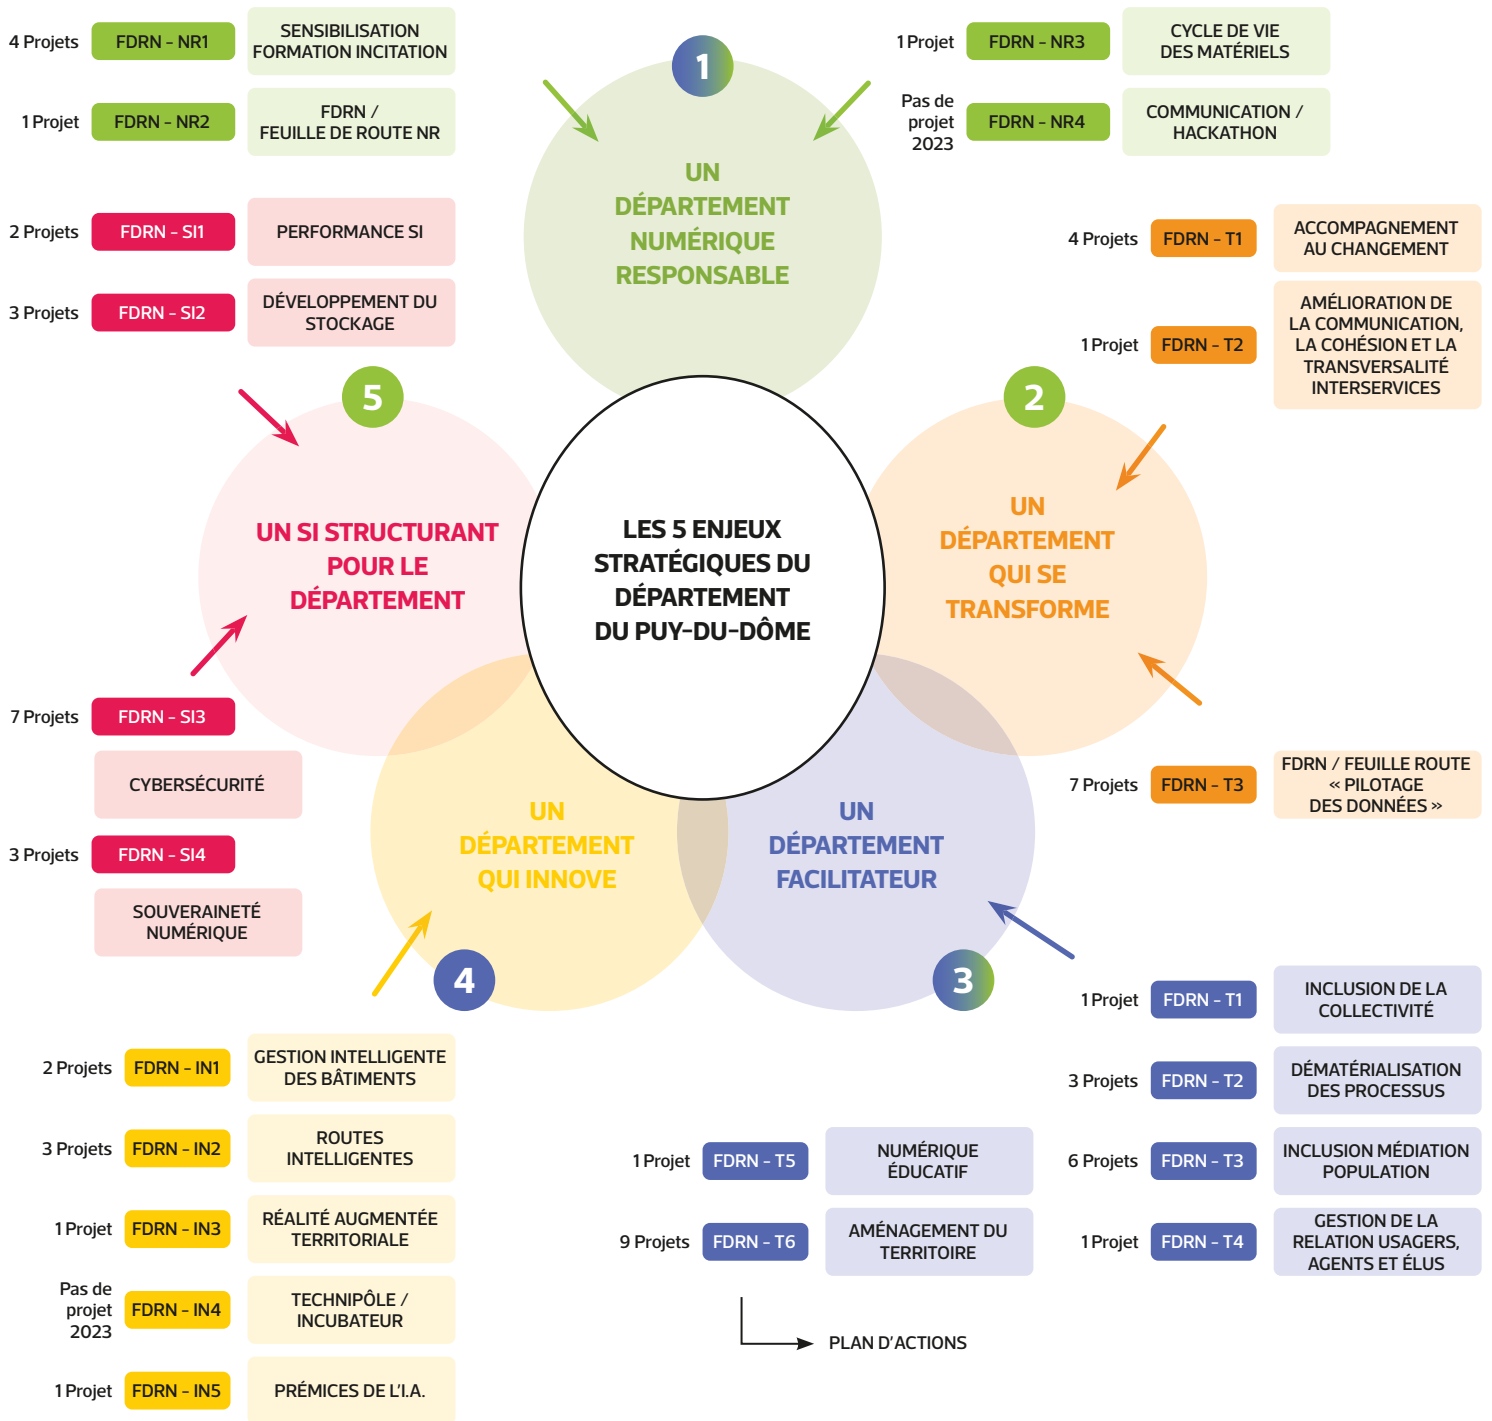 4 Projets
FDRN - NR1
SENSIBILISATION
FORMATION INCITATION
1 Projet
FDRN - NR2
FDRN /
FEUILLE DE ROUTE NR
1 Projet
FDRN - NR3
CYCLE DE VIE
DES MATÉRIELS
Pas de
projet
2023
FDRN - NR4
COMMUNICATION /
HACKATHON
1
UN
DÉPARTEMENT
NUMÉRIQUE
RESPONSABLE
2 Projets
FDRN - SI1
PERFORMANCE SI
3 Projets
FDRN - SI2
DÉVELOPPEMENT DU
STOCKAGE
4 Projets
FDRN - T1
ACCOMPAGNEMENT
AU CHANGEMENT
1 Projet
FDRN - T2
AMÉLIORATION DE
LA COMMUNICATION,
LA COHÉSION ET LA
TRANSVERSALITÉ
INTERSERVICES
5
UN SI STRUCTURANT
POUR LE
DÉPARTEMENT
LES 5 ENJEUX
STRATÉGIQUES DU
DÉPARTEMENT
DU PUY-DU-DÔME
2
UN
DÉPARTEMENT
QUI SE
TRANSFORME
7 Projets
FDRN - SI3
CYBERSÉCURITÉ
3 Projets
FDRN - SI4
SOUVERAINETÉ
NUMÉRIQUE
7 Projets
FDRN - T3
FDRN / FEUILLE ROUTE
« PILOTAGE
DES DONNÉES »
UN
DÉPARTEMENT
QUI INNOVE
4
UN
DÉPARTEMENT
FACILITATEUR
3
2 Projets
FDRN - IN1
GESTION INTELLIGENTE
DES BÂTIMENTS
3 Projets
FDRN - IN2
ROUTES
INTELLIGENTES
1 Projet
FDRN - IN3
RÉALITÉ AUGMENTÉE
TERRITORIALE
Pas de
projet
2023
FDRN - IN4
TECHNIPÔLE /
INCUBATEUR
1 Projet
FDRN - IN5
PRÉMICES DE L'I.A.
1 Projet
FDRN - T1
INCLUSION DE LA
COLLECTIVITÉ
3 Projets
FDRN - T2
DÉMATÉRIALISATION
DES PROCESSUS
6 Projets
FDRN - T3
INCLUSION MÉDIATION
POPULATION
1 Projet
FDRN - T4
GESTION DE LA
RELATION USAGERS,
AGENTS ET ÉLUS
1 Projet
FDRN - T5
NUMÉRIQUE
ÉDUCATIF
9 Projets
FDRN - T6
AMÉNAGEMENT DU
TERRITOIRE
PLAN D'ACTIONS